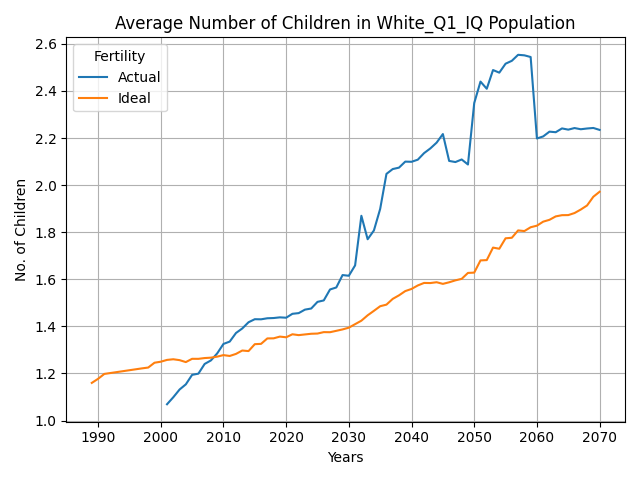 Average Number of Children in White_Q1_IQ Population
Fertility
Actual
Ideal
No. of Children
2.6
2.4
2.2
2.0
1.8
1.6
1.4
1.2
1.0
1990 2000 2010 2020 2030 2040 2050 2060 2070
Years